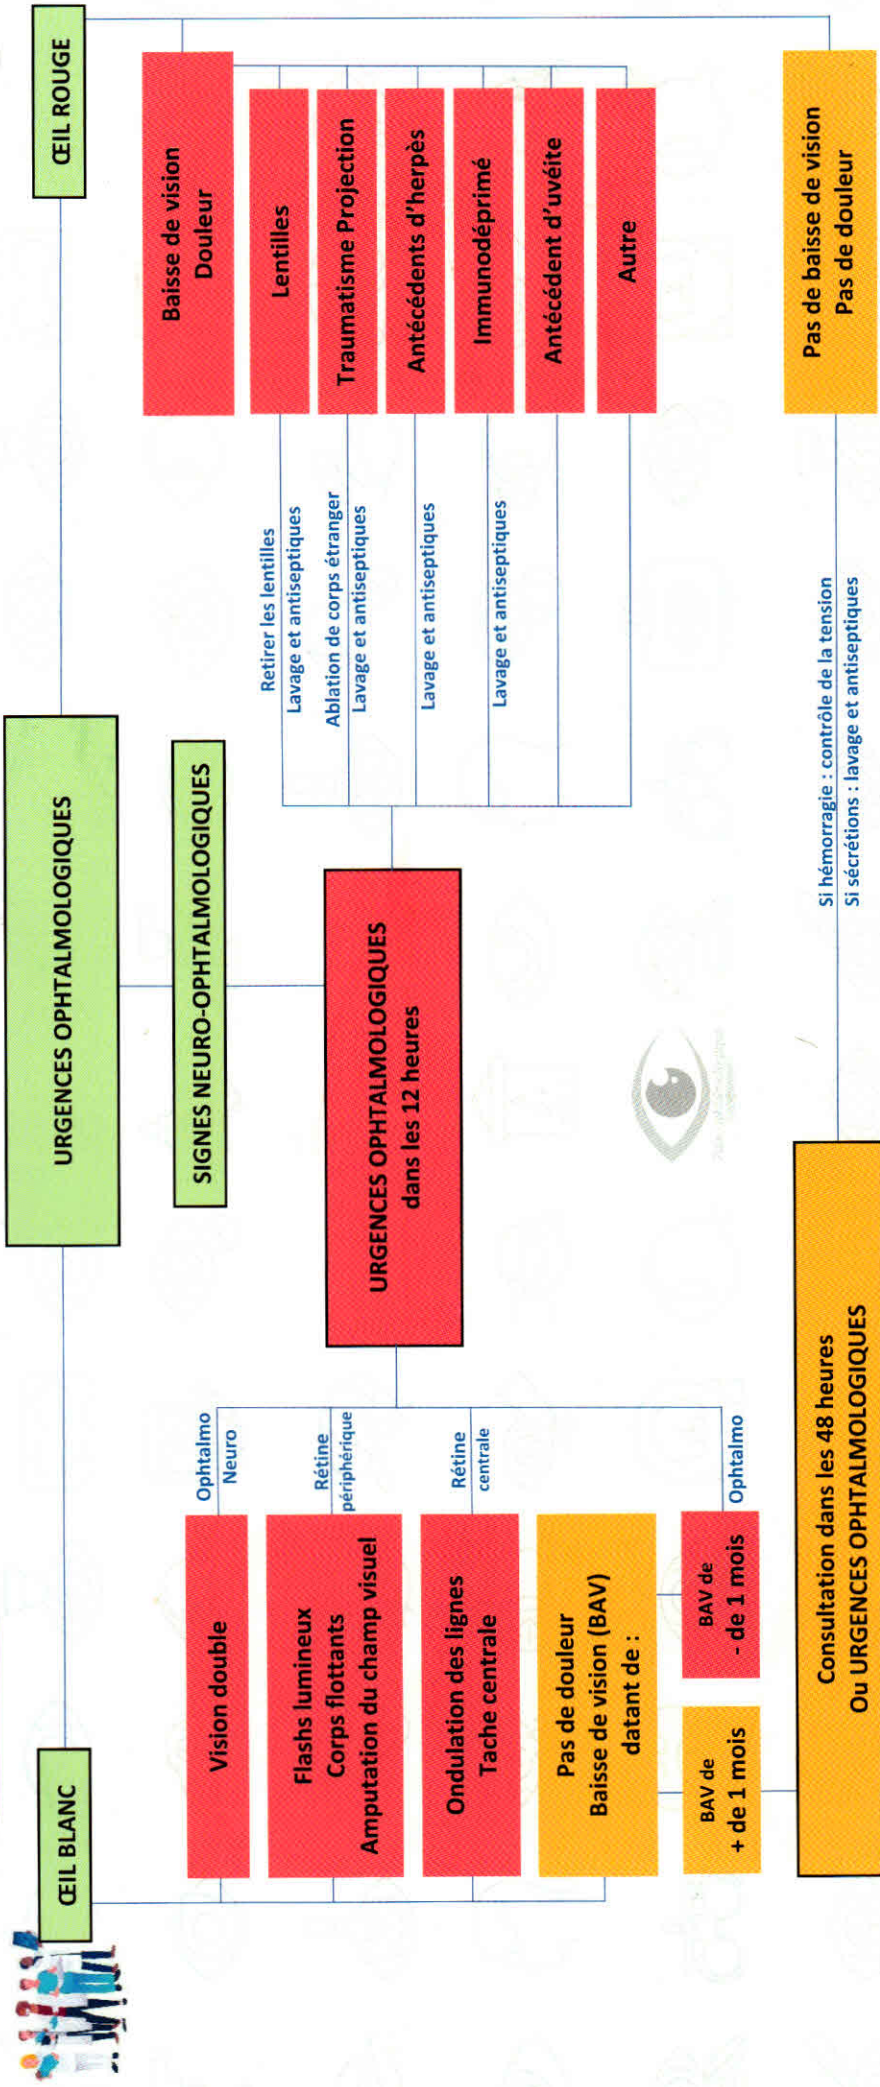 URGENCES OPHTALMOLOGIQUES
ŒIL BLANC
ŒIL ROUGE
SIGNES NEURO-OPHTALMOLOGIQUES
Vision double
Ophtalmo
Neuro
Flashs lumineux
Corps flottants
Amputation du champ visuel
Rétine
périphérique
Ondulation des lignes
Tache centrale
Rétine
centrale
Pas de douleur
Baisse de vision (BAV)
datant de :
BAV de
+ de 1 mois
BAV de
- de 1 mois
Ophtalmo
URGENCES OPHTALMOLOGIQUES
dans les 12 heures
Baisse de vision
Douleur
Retirer les lentilles
Lavage et antiseptiques
Lentilles
Ablation de corps étranger
Lavage et antiseptiques
Traumatisme Projection
Lavage et antiseptiques
Antécédents d'herpès
Lavage et antiseptiques
Immunodéprimé
Antécédent d'uvéite
Autre
Consultation dans les 48 heures
Ou URGENCES OPHTALMOLOGIQUES
Si hémorragie : contrôle de la tension
Si sécrétions : lavage et antiseptiques
Pas de baisse de vision
Pas de douleur